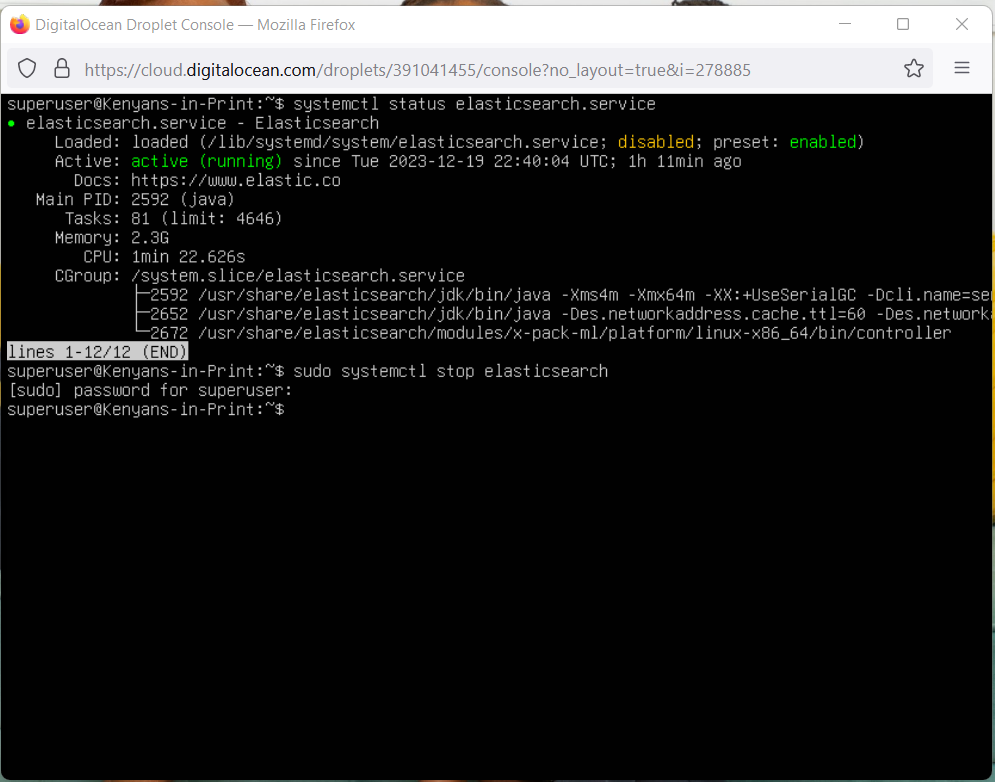 DigitalOcean Droplet Console — Mozilla Firefox
https://cloud.digitalocean.com/droplets/391041455/console?no_layout=true&i=278885
superuser@Kenyans-in-Print:~$ systemctl status elasticsearch.service
● elasticsearch.service - Elasticsearch
Loaded: loaded (/lib/systemd/system/elasticsearch.service; disabled; preset: enabled)
Active: active (running) since Tue 2023-12-19 22:40:04 UTC; 1h 11min ago
Docs: https://www.elastic.co
Main PID: 2592 (java)
Tasks: 81 (limit: 4646)
Memory: 2.3G
CPU: 1min 22.626s
CGroup: /system.slice/elasticsearch.service
├─2592 /usr/share/elasticsearch/jdk/bin/java -Xms4m -Xmx64m -XX:+UseSerialGC -Dcli.name=se
├─2652 /usr/share/elasticsearch/jdk/bin/java -Des.networkaddress.cache.ttl=60 -Des.network
└─2672 /usr/share/elasticsearch/modules/x-pack-ml/platform/linux-x86_64/bin/controller
lines 1-12/12 (END)
superuser@Kenyans-in-Print:~$ sudo systemctl stop elasticsearch
[sudo] password for superuser:
superuser@Kenyans-in-Print:~$